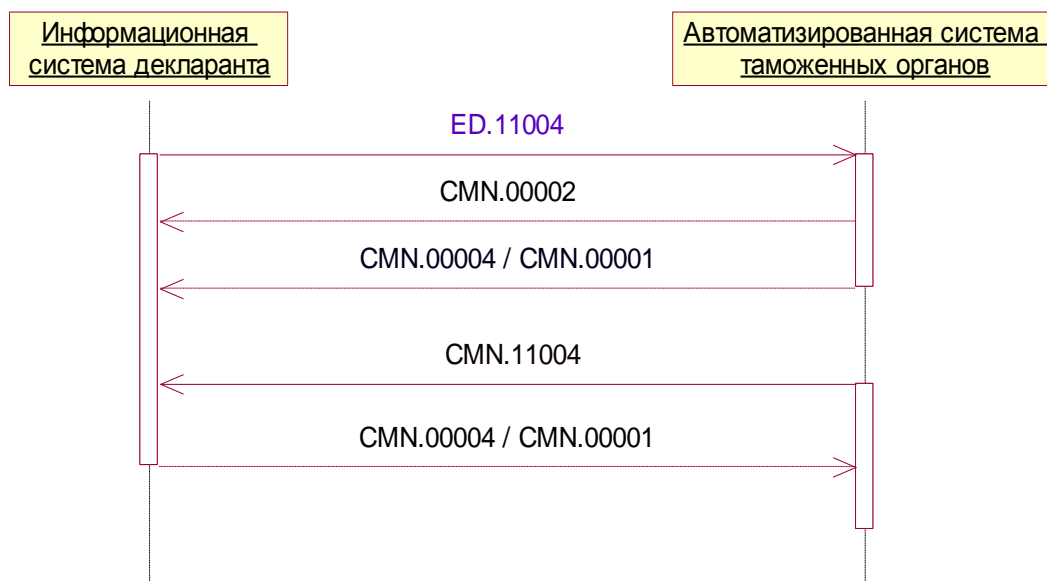 Информационная
система декларанта
Автоматизированная система
таможенных органов
ED.11004
CMN.00002
CMN.00004 / CMN.00001
CMN.11004
CMN.00004 / CMN.00001